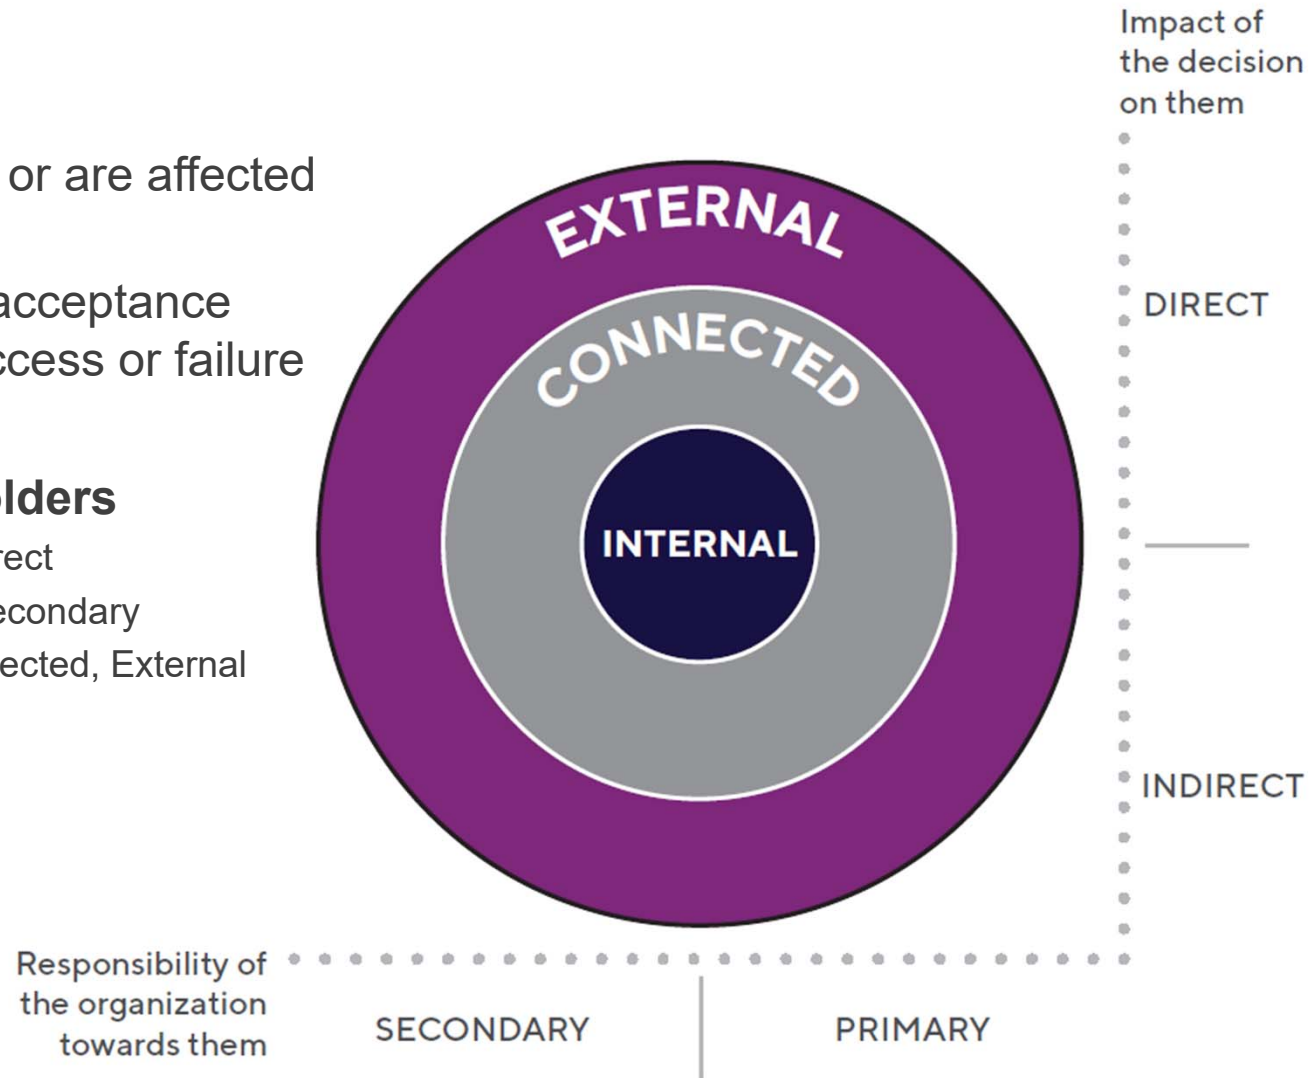 or are affected
acceptance
ccess or failure
olders
rect
econdary
ected, External
EXTERNAL
CONNECTED
INTERNAL
Impact of
the decision
on them
DIRECT
INDIRECT
Responsibility of
the organization
towards them
SECONDARY
PRIMARY